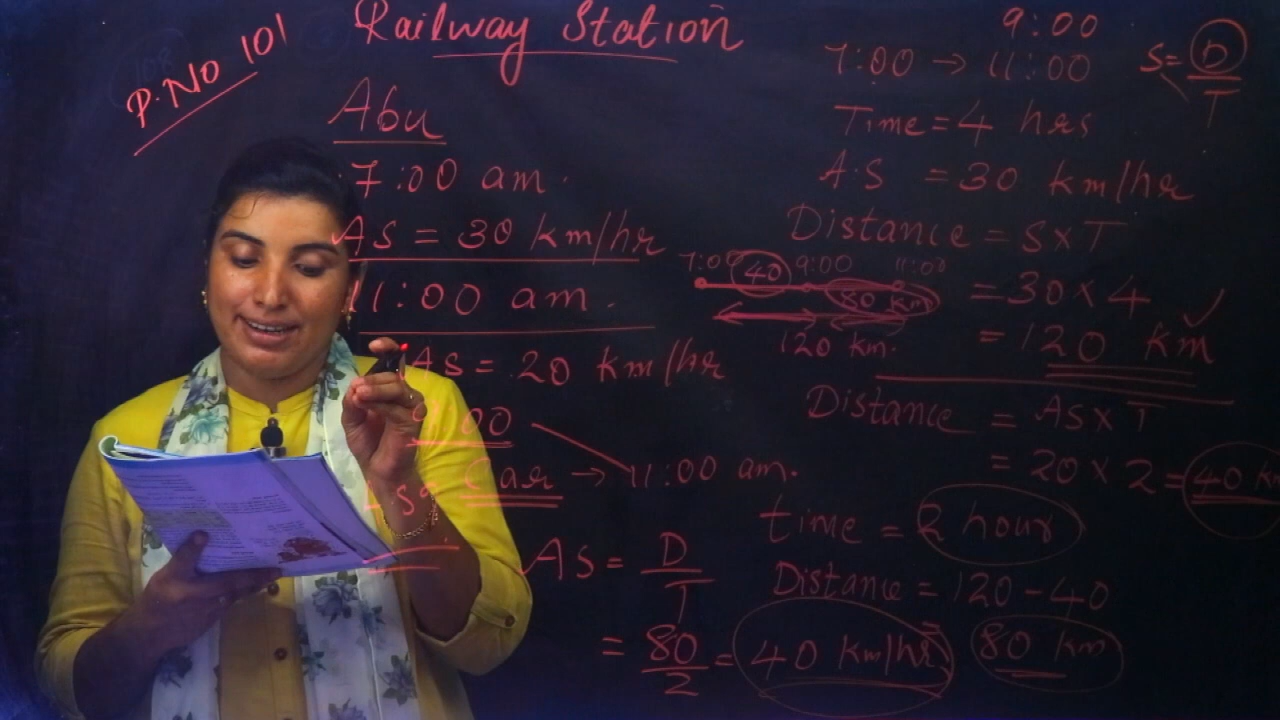 P.No 101
Railway Station
Abu
7:00 am.
AS = 30 km/hr
11:00 am.
AS = 20 km/hr
9:00
Car → 11:00 am.
AS = D/T
= 80/2 = 40 km/hr
9:00
7:00 → 11:00
S = D/T
Time = 4 hrs
A.S = 30 km/hr
Distance = S x T
= 30 x 4 ✓
= 120 km
7:00 40 9:00 11:00
80 km
120 km.
Distance = AS x T
= 20 x 2 = 40 K
time = 2 hour
Distance = 120 - 40
= 80 km